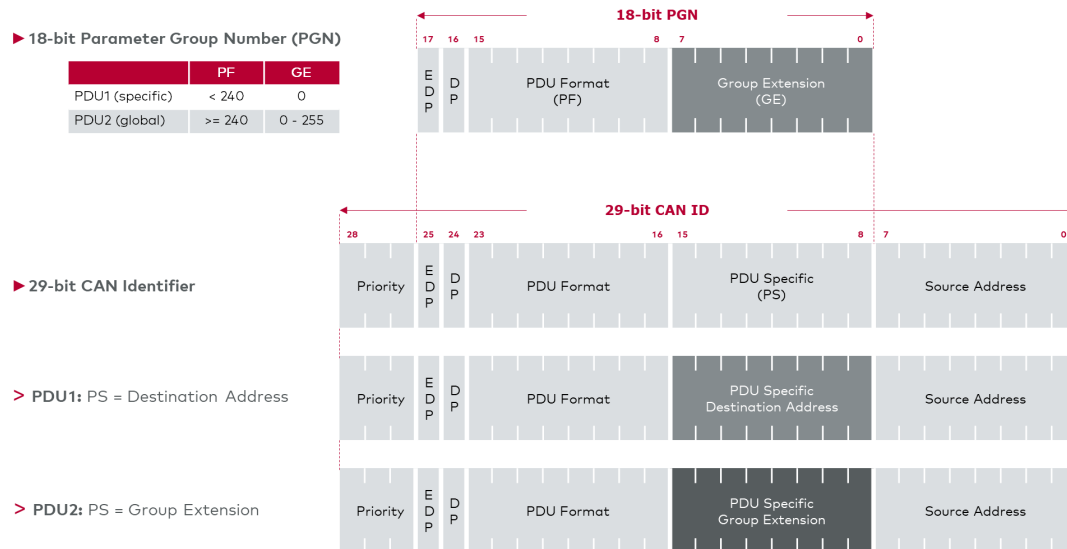 18-bit PGN
▶ 18-bit Parameter Group Number (PGN)
17 16 15 8 7 0
PF GE
PDU1 (specific) < 240 0
PDU2 (global) >= 240 0 - 255
E
D
P
D
P
PDU Format
(PF)
Group Extension
(GE)
29-bit CAN ID
28 25 24 23 16 15 8 7 0
▶ 29-bit CAN Identifier
Priority
E
D
P
D
P
PDU Format
PDU Specific
(PS)
Source Address
> PDU1: PS = Destination Address
Priority
E
D
P
D
P
PDU Format
PDU Specific
Destination Address
Source Address
> PDU2: PS = Group Extension
Priority
E
D
P
D
P
PDU Format
PDU Specific
Group Extension
Source Address